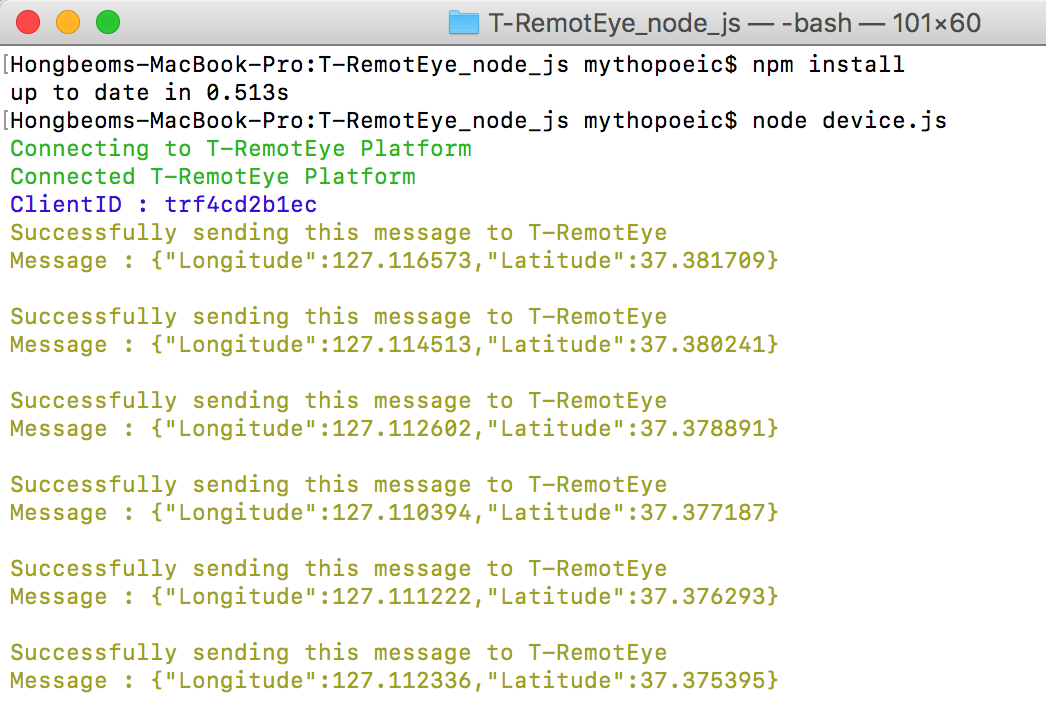 T-RemotEye_node_js — -bash — 101×60
[Hongbeoms-MacBook-Pro:T-RemotEye_node_js mythopoeic$ npm install
up to date in 0.513s
[Hongbeoms-MacBook-Pro:T-RemotEye_node_js mythopoeic$ node device.js
Connecting to T-RemotEye Platform
Connected T-RemotEye Platform
ClientID : trf4cd2b1ec
Successfully sending this message to T-RemotEye
Message : {"Longitude":127.116573,"Latitude":37.381709}
Successfully sending this message to T-RemotEye
Message : {"Longitude":127.114513,"Latitude":37.380241}
Successfully sending this message to T-RemotEye
Message : {"Longitude":127.112602,"Latitude":37.378891}
Successfully sending this message to T-RemotEye
Message : {"Longitude":127.110394,"Latitude":37.377187}
Successfully sending this message to T-RemotEye
Message : {"Longitude":127.111222,"Latitude":37.376293}
Successfully sending this message to T-RemotEye
Message : {"Longitude":127.112336,"Latitude":37.375395}